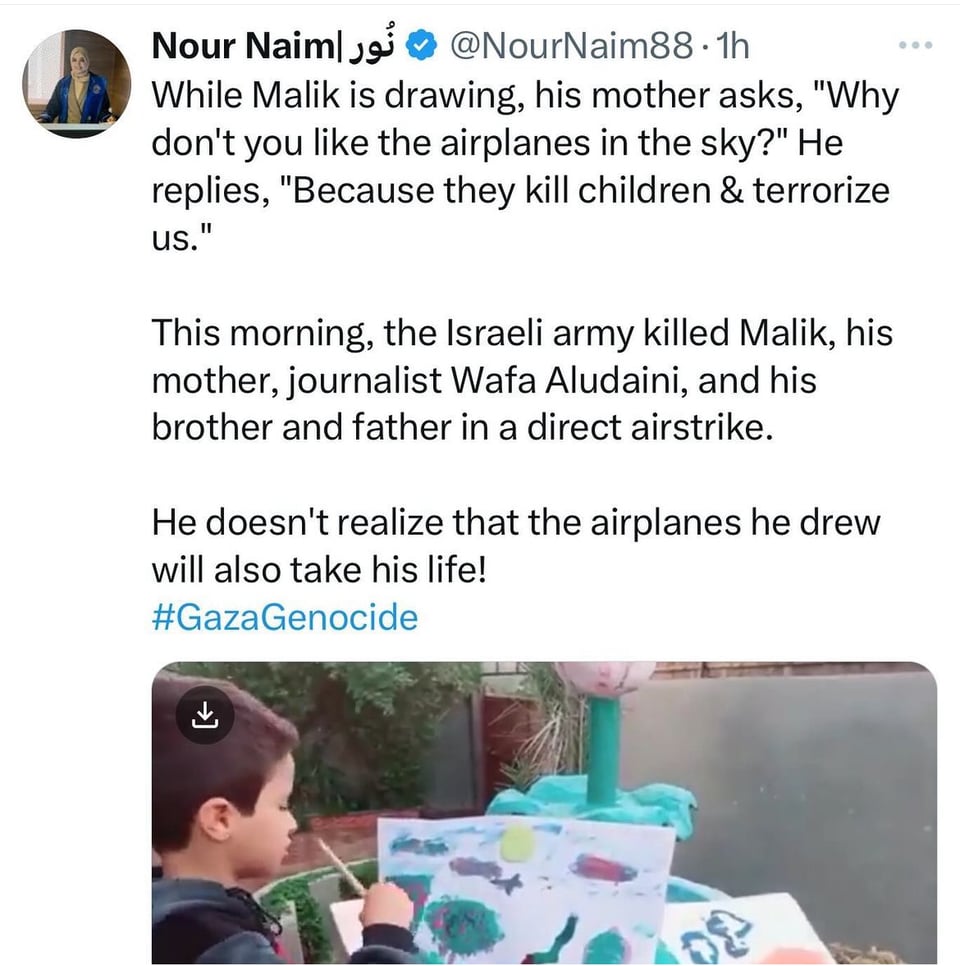 Nour Naim| نُور @NourNaim88 · 1h
While Malik is drawing, his mother asks, "Why
don't you like the airplanes in the sky?" He
replies, "Because they kill children & terrorize
us."
This morning, the Israeli army killed Malik, his
mother, journalist Wafa Aludaini, and his
brother and father in a direct airstrike.
He doesn't realize that the airplanes he drew
will also take his life!
#GazaGenocide